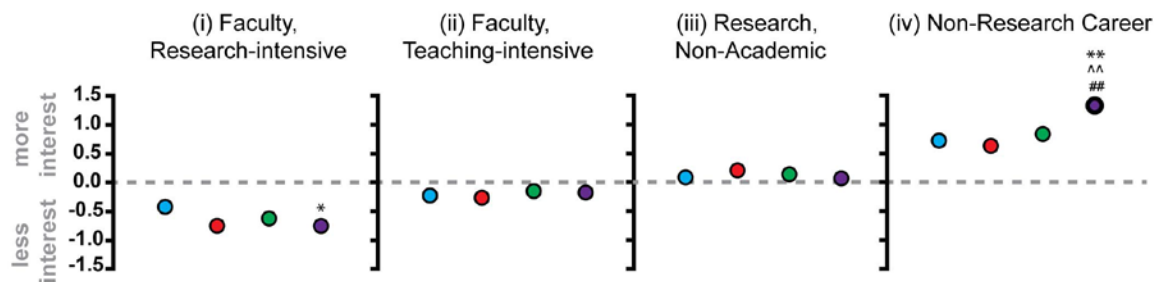 (i) Faculty,
Research-intensive
(ii) Faculty,
Teaching-intensive
(iii) Research,
Non-Academic
(iv) Non-Research Career
**
^^
##
more
interest
less
interest
1.5
1.0
0.5
0.0
-0.5
-1.0
-1.5
*